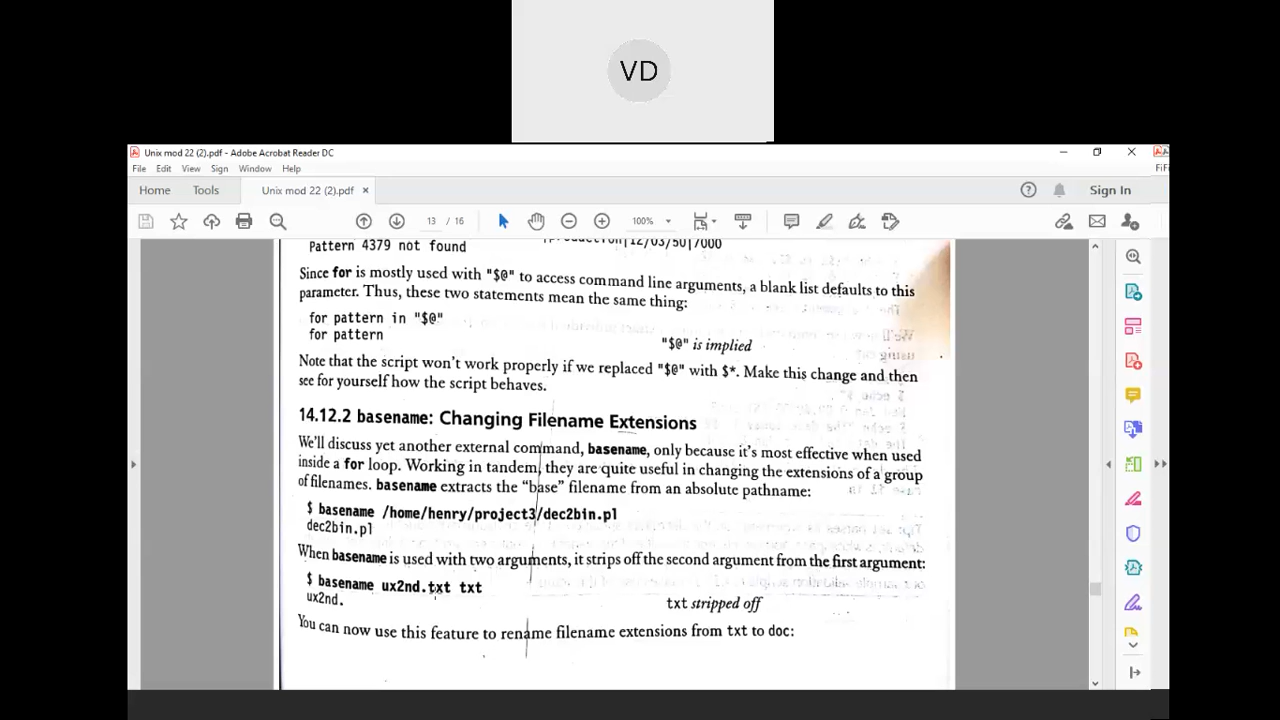 VD
Unix mod 22 (2).pdf - Adobe Acrobat Reader DC
File Edit View Sign Window Help
FiFi
Home Tools Unix mod 22 (2).pdf × Sign In
13 / 16 100%
Pattern 4379 not found
|12/03/50|7000
Since for is mostly used with "$@" to access command line arguments, a blank list defaults to this
parameter. Thus, these two statements mean the same thing:
for pattern in "$@"
for pattern "$@" is implied
Note that the script won't work properly if we replaced "$@" with $*. Make this change and then
see for yourself how the script behaves.
14.12.2 basename: Changing Filename Extensions
We'll discuss yet another external command, basename, only because it's most effective when used
inside a for loop. Working in tandem, they are quite useful in changing the extensions of a group
of filenames. basename extracts the "base" filename from an absolute pathname:
$ basename /home/henry/project3/dec2bin.pl
dec2bin.pl
When basename is used with two arguments, it strips off the second argument from the first argument:
$ basename ux2nd.txt txt
ux2nd. txt stripped off
You can now use this feature to rename filename extensions from txt to doc: